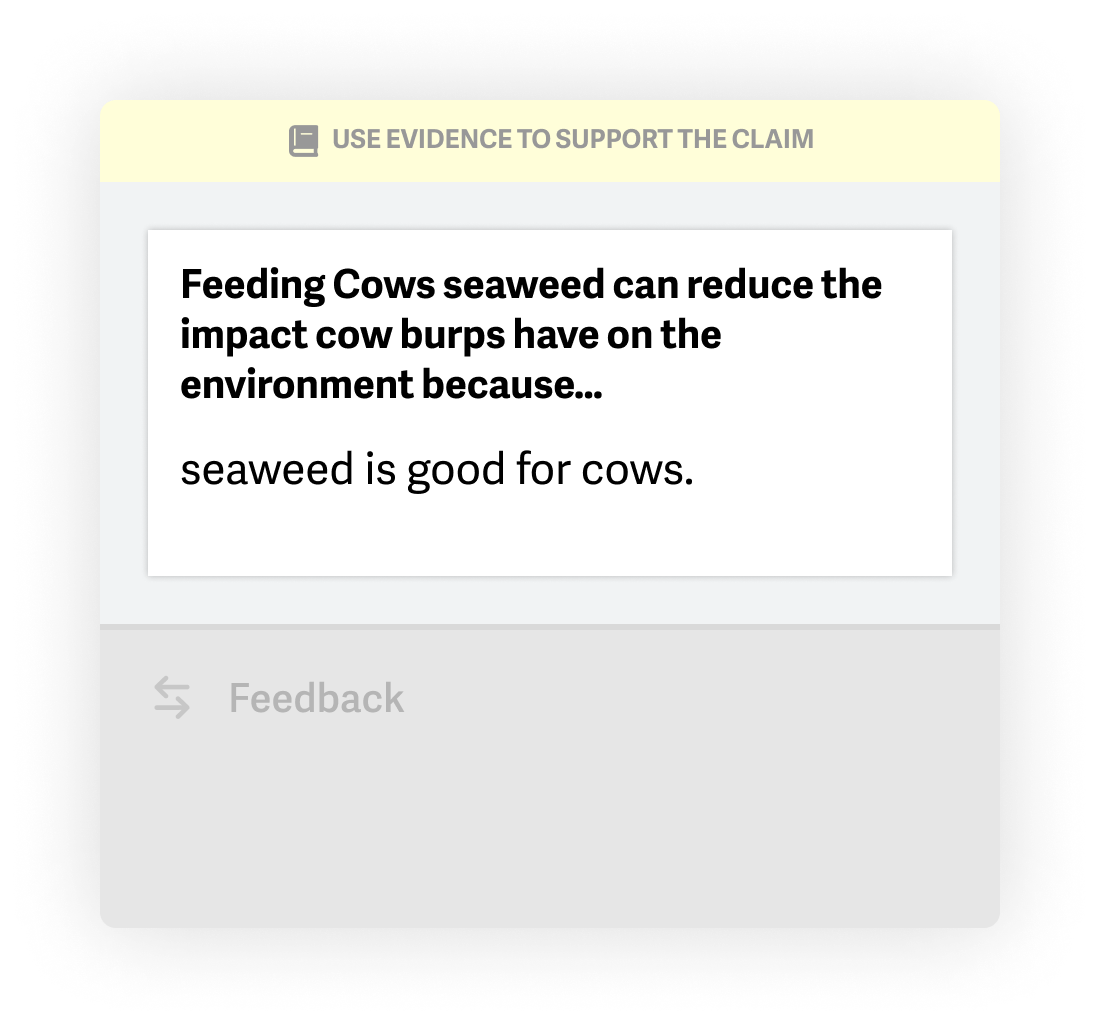 USE EVIDENCE TO SUPPORT THE CLAIM
Feeding Cows seaweed can reduce the
impact cow burps have on the
environment because...
seaweed is good for cows.
Feedback